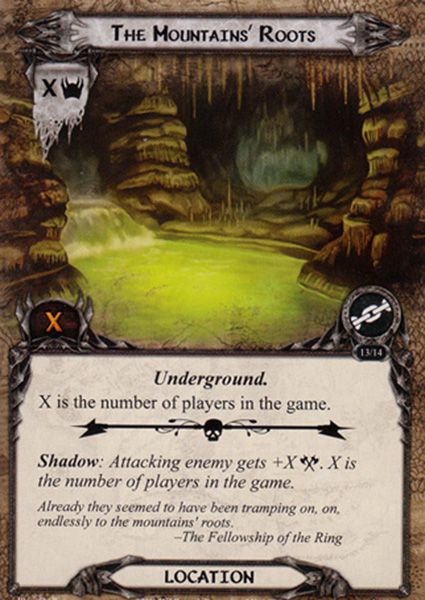 The Mountains' Roots
X
X
13/14
Underground.
X is the number of players in the game.
Shadow: Attacking enemy gets +X. X is
the number of players in the game.
Already they seemed to have been tramping on, on,
endlessly to the mountains' roots.
–The Fellowship of the Ring
LOCATION